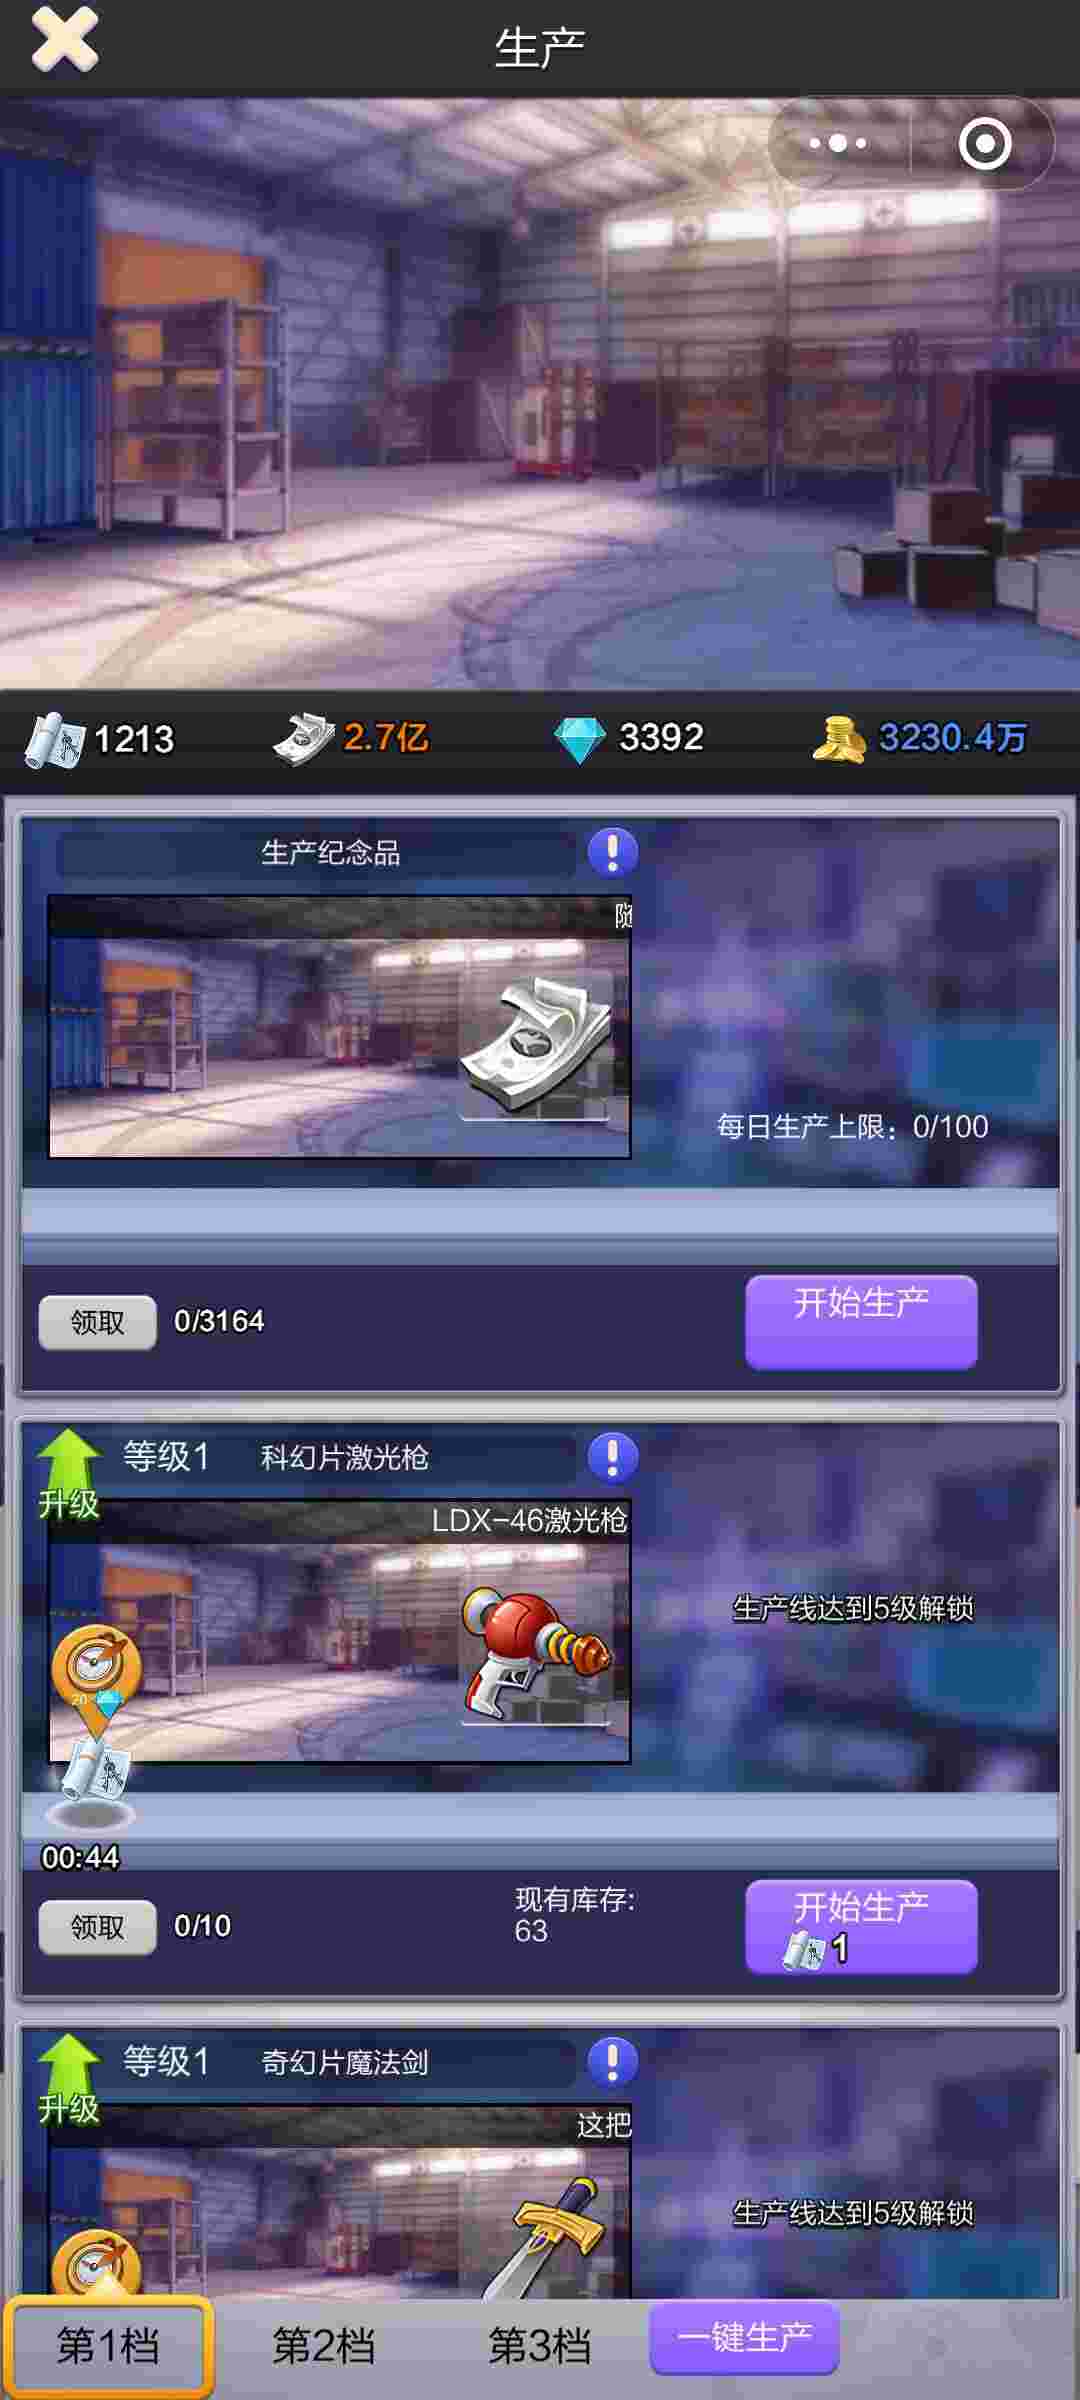 生产
1213
2.7亿
3392
3230.4万
生产纪念品
随
每日生产上限：0/100
领取
0/3164
开始生产
等级1
科幻片激光枪
升级
LDX-46激光枪
生产线达到5级解锁
20
00:44
领取
0/10
现有库存:
63
开始生产
1
等级1
奇幻片魔法剑
升级
这把
生产线达到5级解锁
第1档
第2档
第3档
一键生产